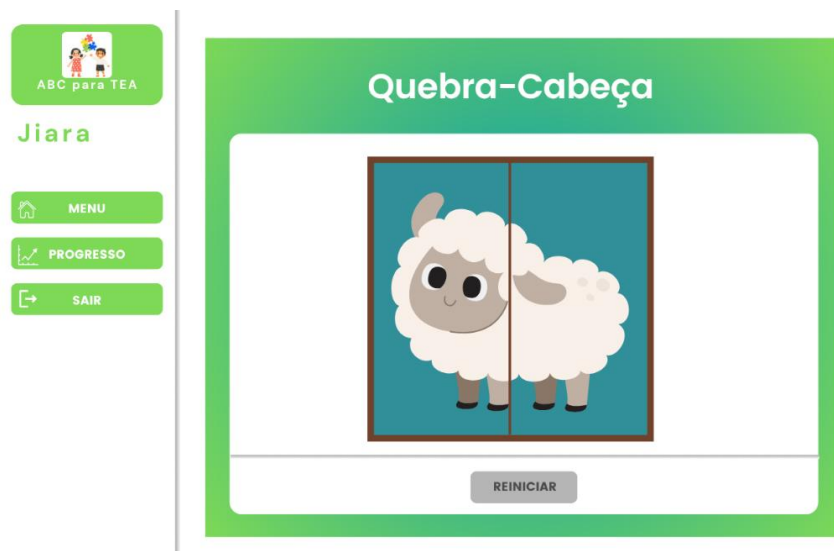 ABC para TEA
Jiara
MENU
PROGRESSO
SAIR
Quebra-Cabeça
REINICIAR